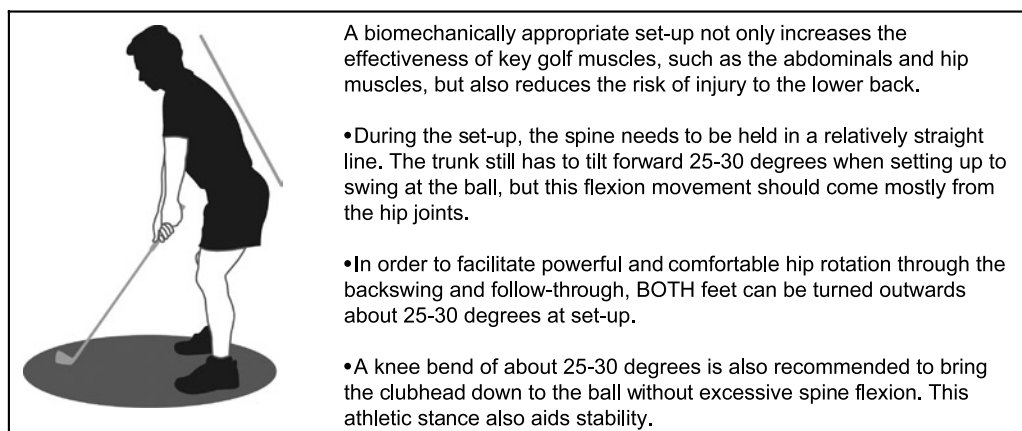 A biomechanically appropriate set-up not only increases the
effectiveness of key golf muscles, such as the abdominals and hip
muscles, but also reduces the risk of injury to the lower back.
•During the set-up, the spine needs to be held in a relatively straight
line. The trunk still has to tilt forward 25-30 degrees when setting up to
swing at the ball, but this flexion movement should come mostly from
the hip joints.
•In order to facilitate powerful and comfortable hip rotation through the
backswing and follow-through, BOTH feet can be turned outwards
about 25-30 degrees at set-up.
•A knee bend of about 25-30 degrees is also recommended to bring
the clubhead down to the ball without excessive spine flexion. This
athletic stance also aids stability.